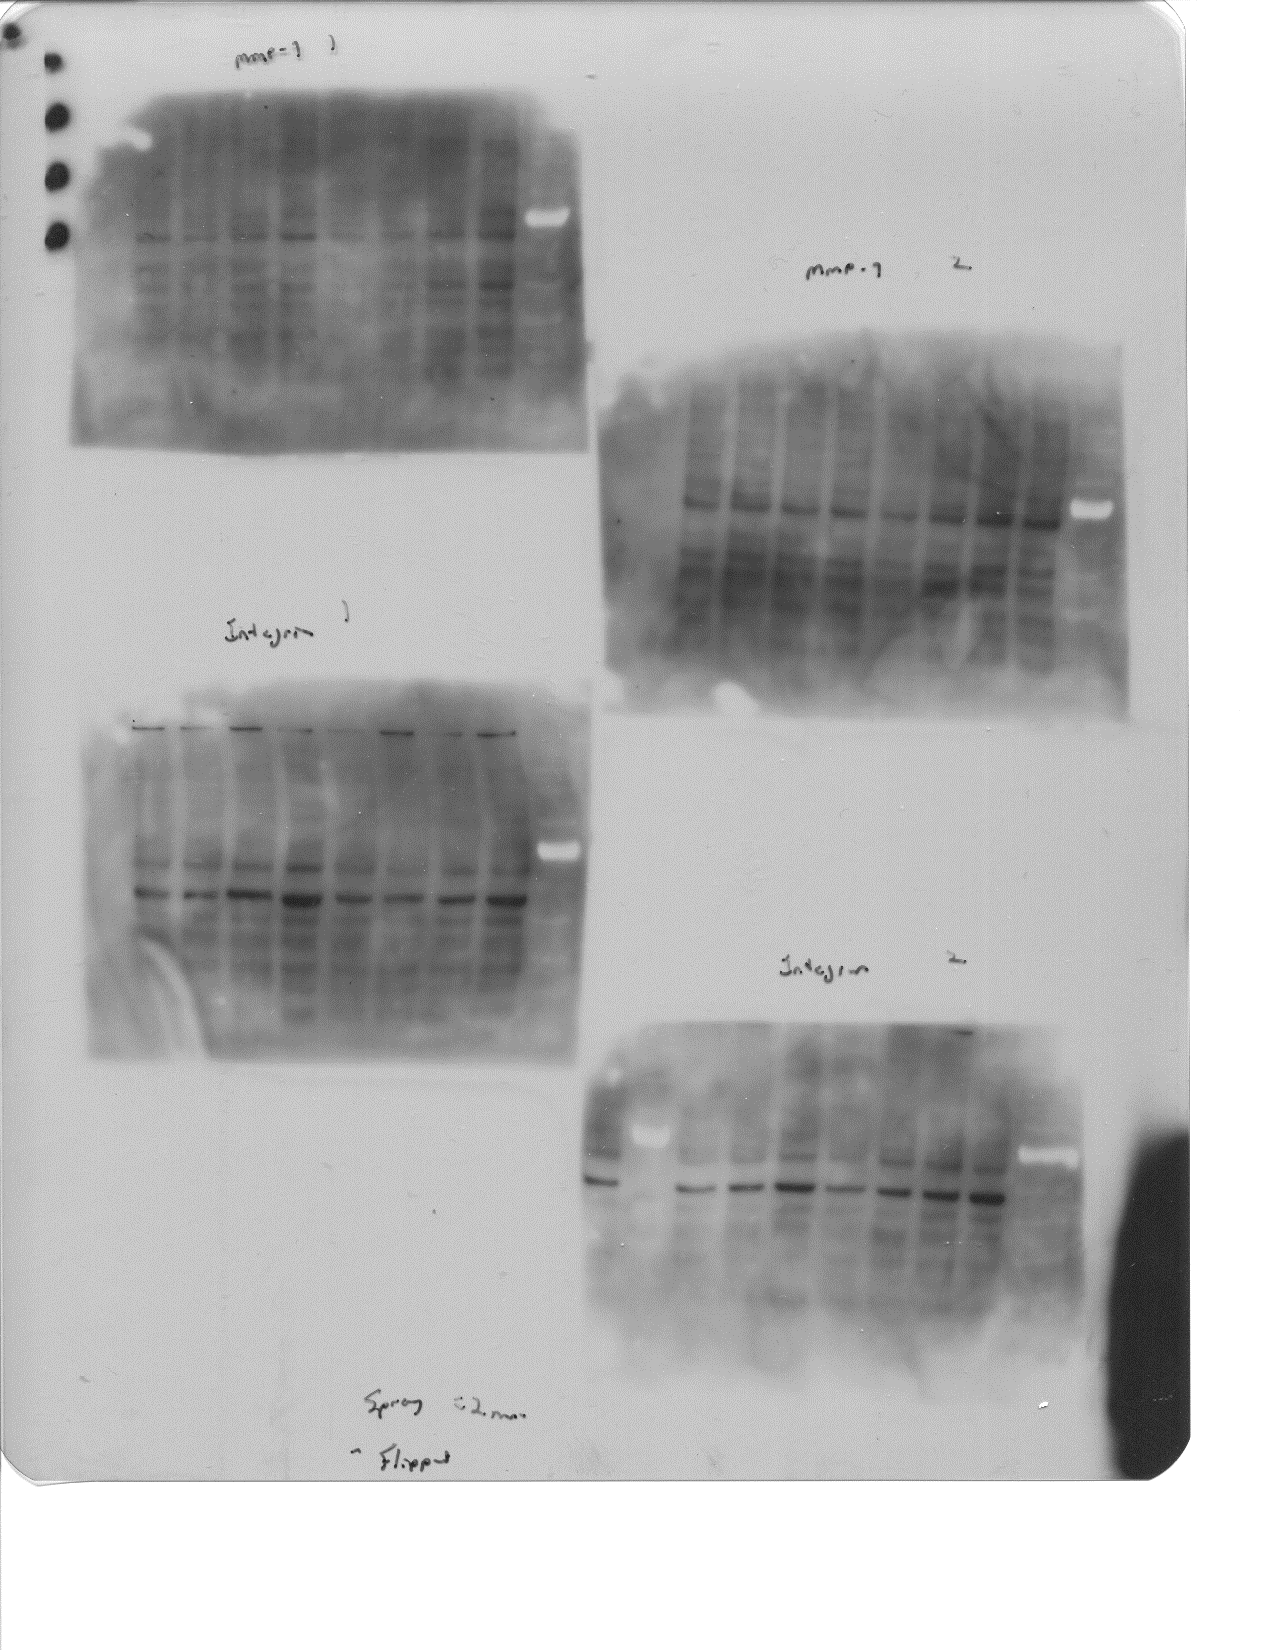 MMP-9 1
MMP-9 2
Integrin 1
Integrin 2
Spray 2 min
Flipped